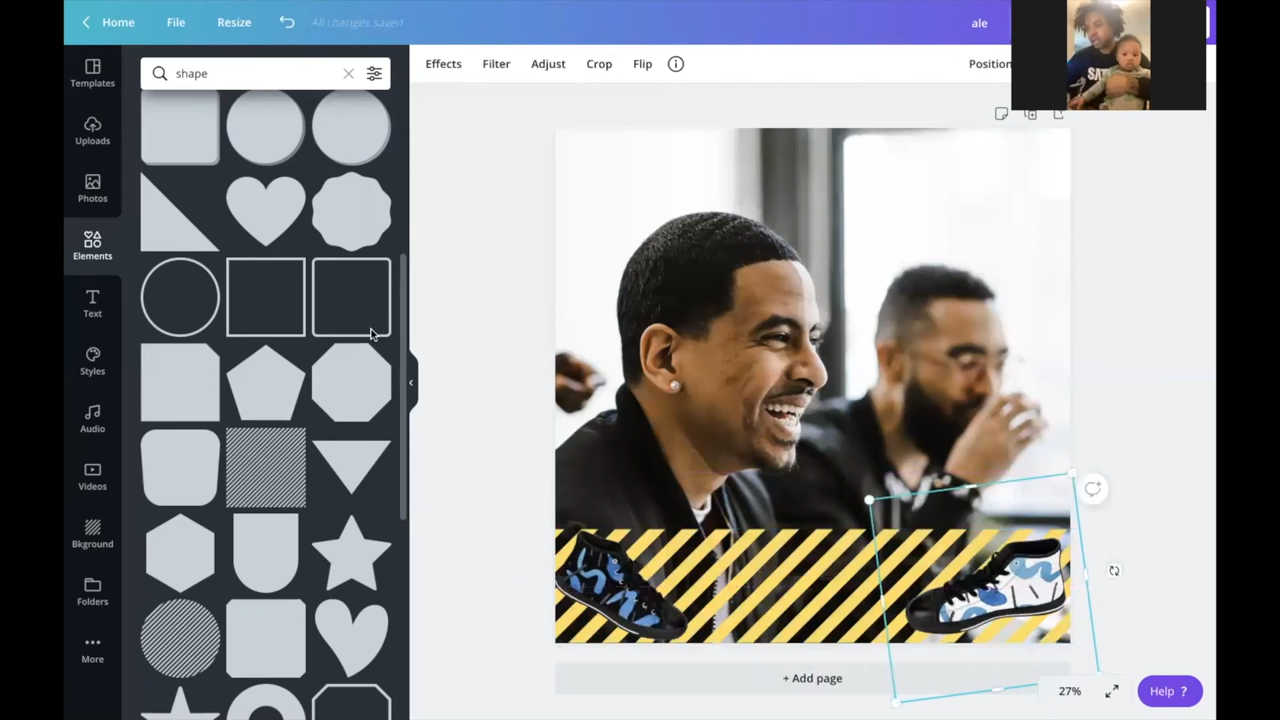 Home File Resize All changes saved! ale
Templates
Uploads
Photos
Elements
Text
Styles
Audio
Videos
Bkground
Folders
More
shape
Effects Filter Adjust Crop Flip Position
+ Add page
27%
Help ?